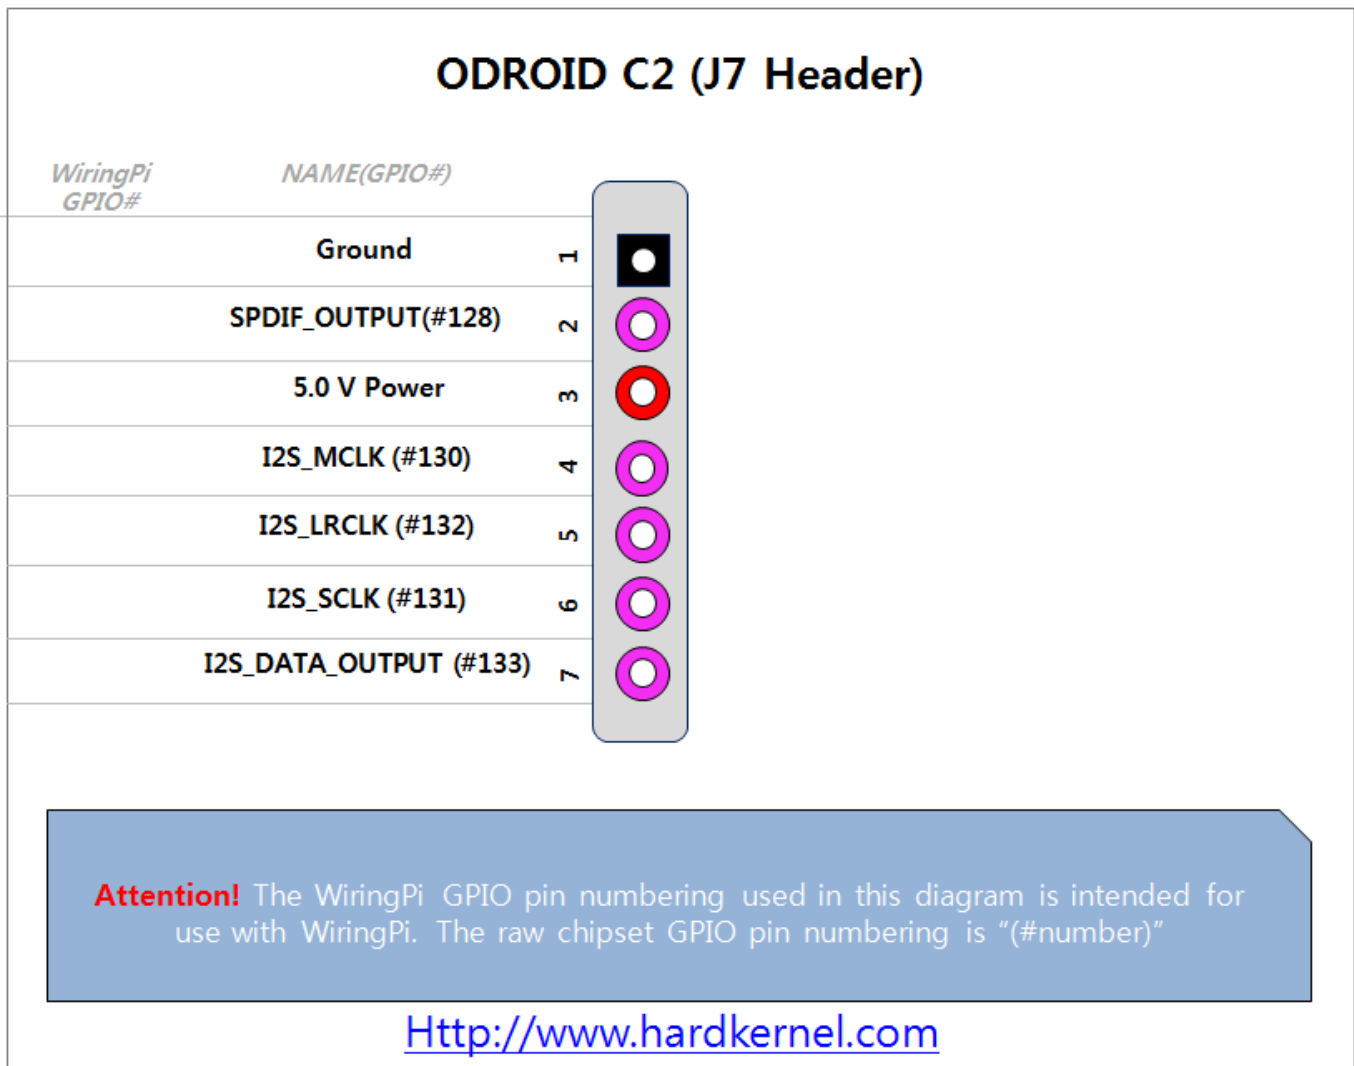 ODROID C2 (J7 Header)
WiringPi
GPIO#
NAME(GPIO#)
Ground 1
SPDIF_OUTPUT(#128) 2
5.0 V Power 3
I2S_MCLK (#130) 4
I2S_LRCLK (#132) 5
I2S_SCLK (#131) 6
I2S_DATA_OUTPUT (#133) 7
Attention! The WiringPi GPIO pin numbering used in this diagram is intended for
use with WiringPi. The raw chipset GPIO pin numbering is “(#number)”
Http://www.hardkernel.com